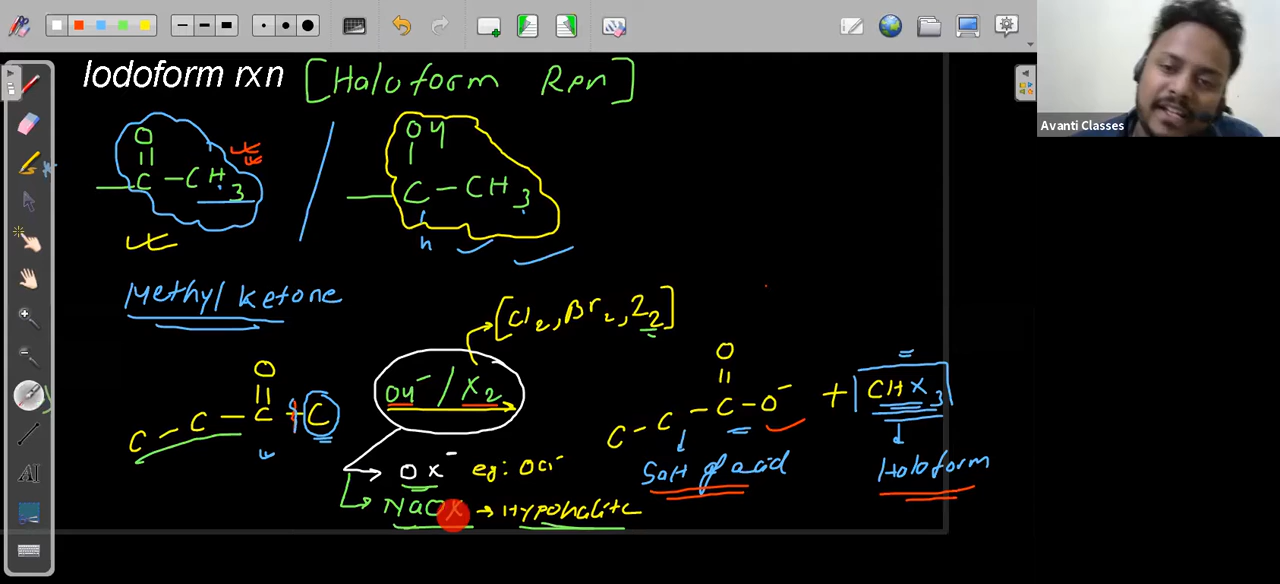 Iodoform rxn [Haloform Rxn]
Avanti Classes
O OH
C - CH3 / C - CH3
H
Methyl Ketone
[Cl2, Br2, I2]
C - C - C - C
O
OH⁻ / X2
C - C - C - O⁻ + CHX3
O
OX⁻ eg: OCl⁻
Salt of acid
Haloform
NaOX → Hypohalite
AI